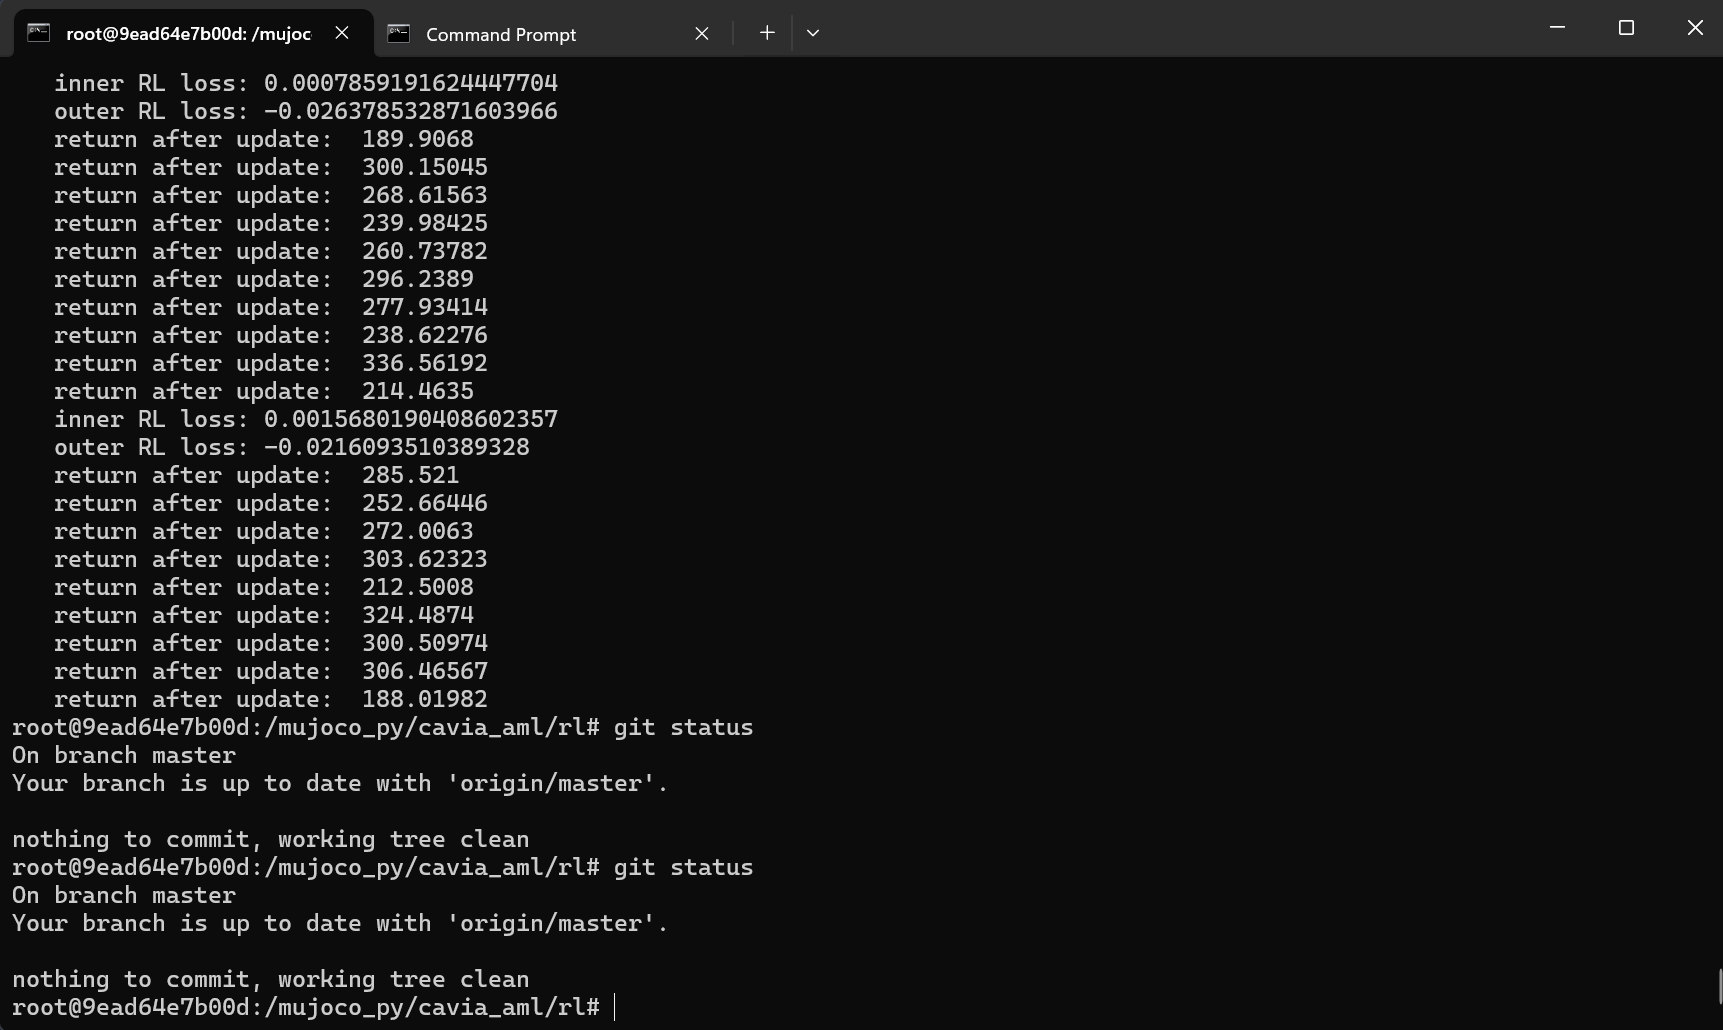 root@9ead64e7b00d: /mujoc
Command Prompt
inner RL loss: 0.0007859191624447704
outer RL loss: -0.026378532871603966
return after update:  189.9068
return after update:  300.15045
return after update:  268.61563
return after update:  239.98425
return after update:  260.73782
return after update:  296.2389
return after update:  277.93414
return after update:  238.62276
return after update:  336.56192
return after update:  214.4635
inner RL loss: 0.0015680190408602357
outer RL loss: -0.0216093510389328
return after update:  285.521
return after update:  252.66446
return after update:  272.0063
return after update:  303.62323
return after update:  212.5008
return after update:  324.4874
return after update:  300.50974
return after update:  306.46567
return after update:  188.01982
root@9ead64e7b00d:/mujoco_py/cavia_aml/rl# git status
On branch master
Your branch is up to date with 'origin/master'.
nothing to commit, working tree clean
root@9ead64e7b00d:/mujoco_py/cavia_aml/rl# git status
On branch master
Your branch is up to date with 'origin/master'.
nothing to commit, working tree clean
root@9ead64e7b00d:/mujoco_py/cavia_aml/rl#